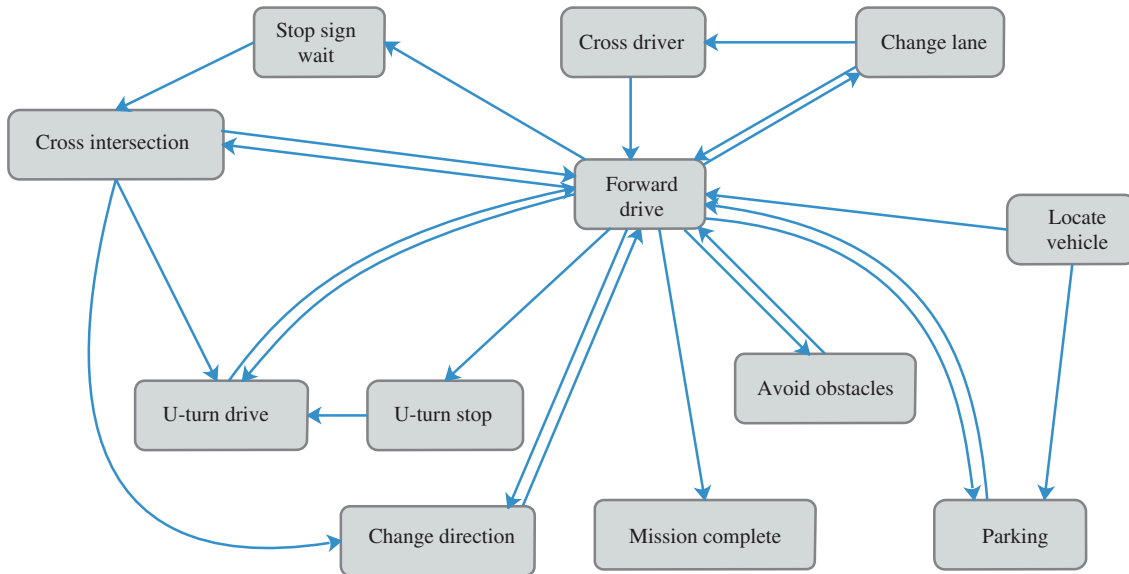 Stop sign
wait
Cross driver
Change lane
Cross intersection
Forward
drive
Locate
vehicle
U-turn drive
U-turn stop
Avoid obstacles
Change direction
Mission complete
Parking